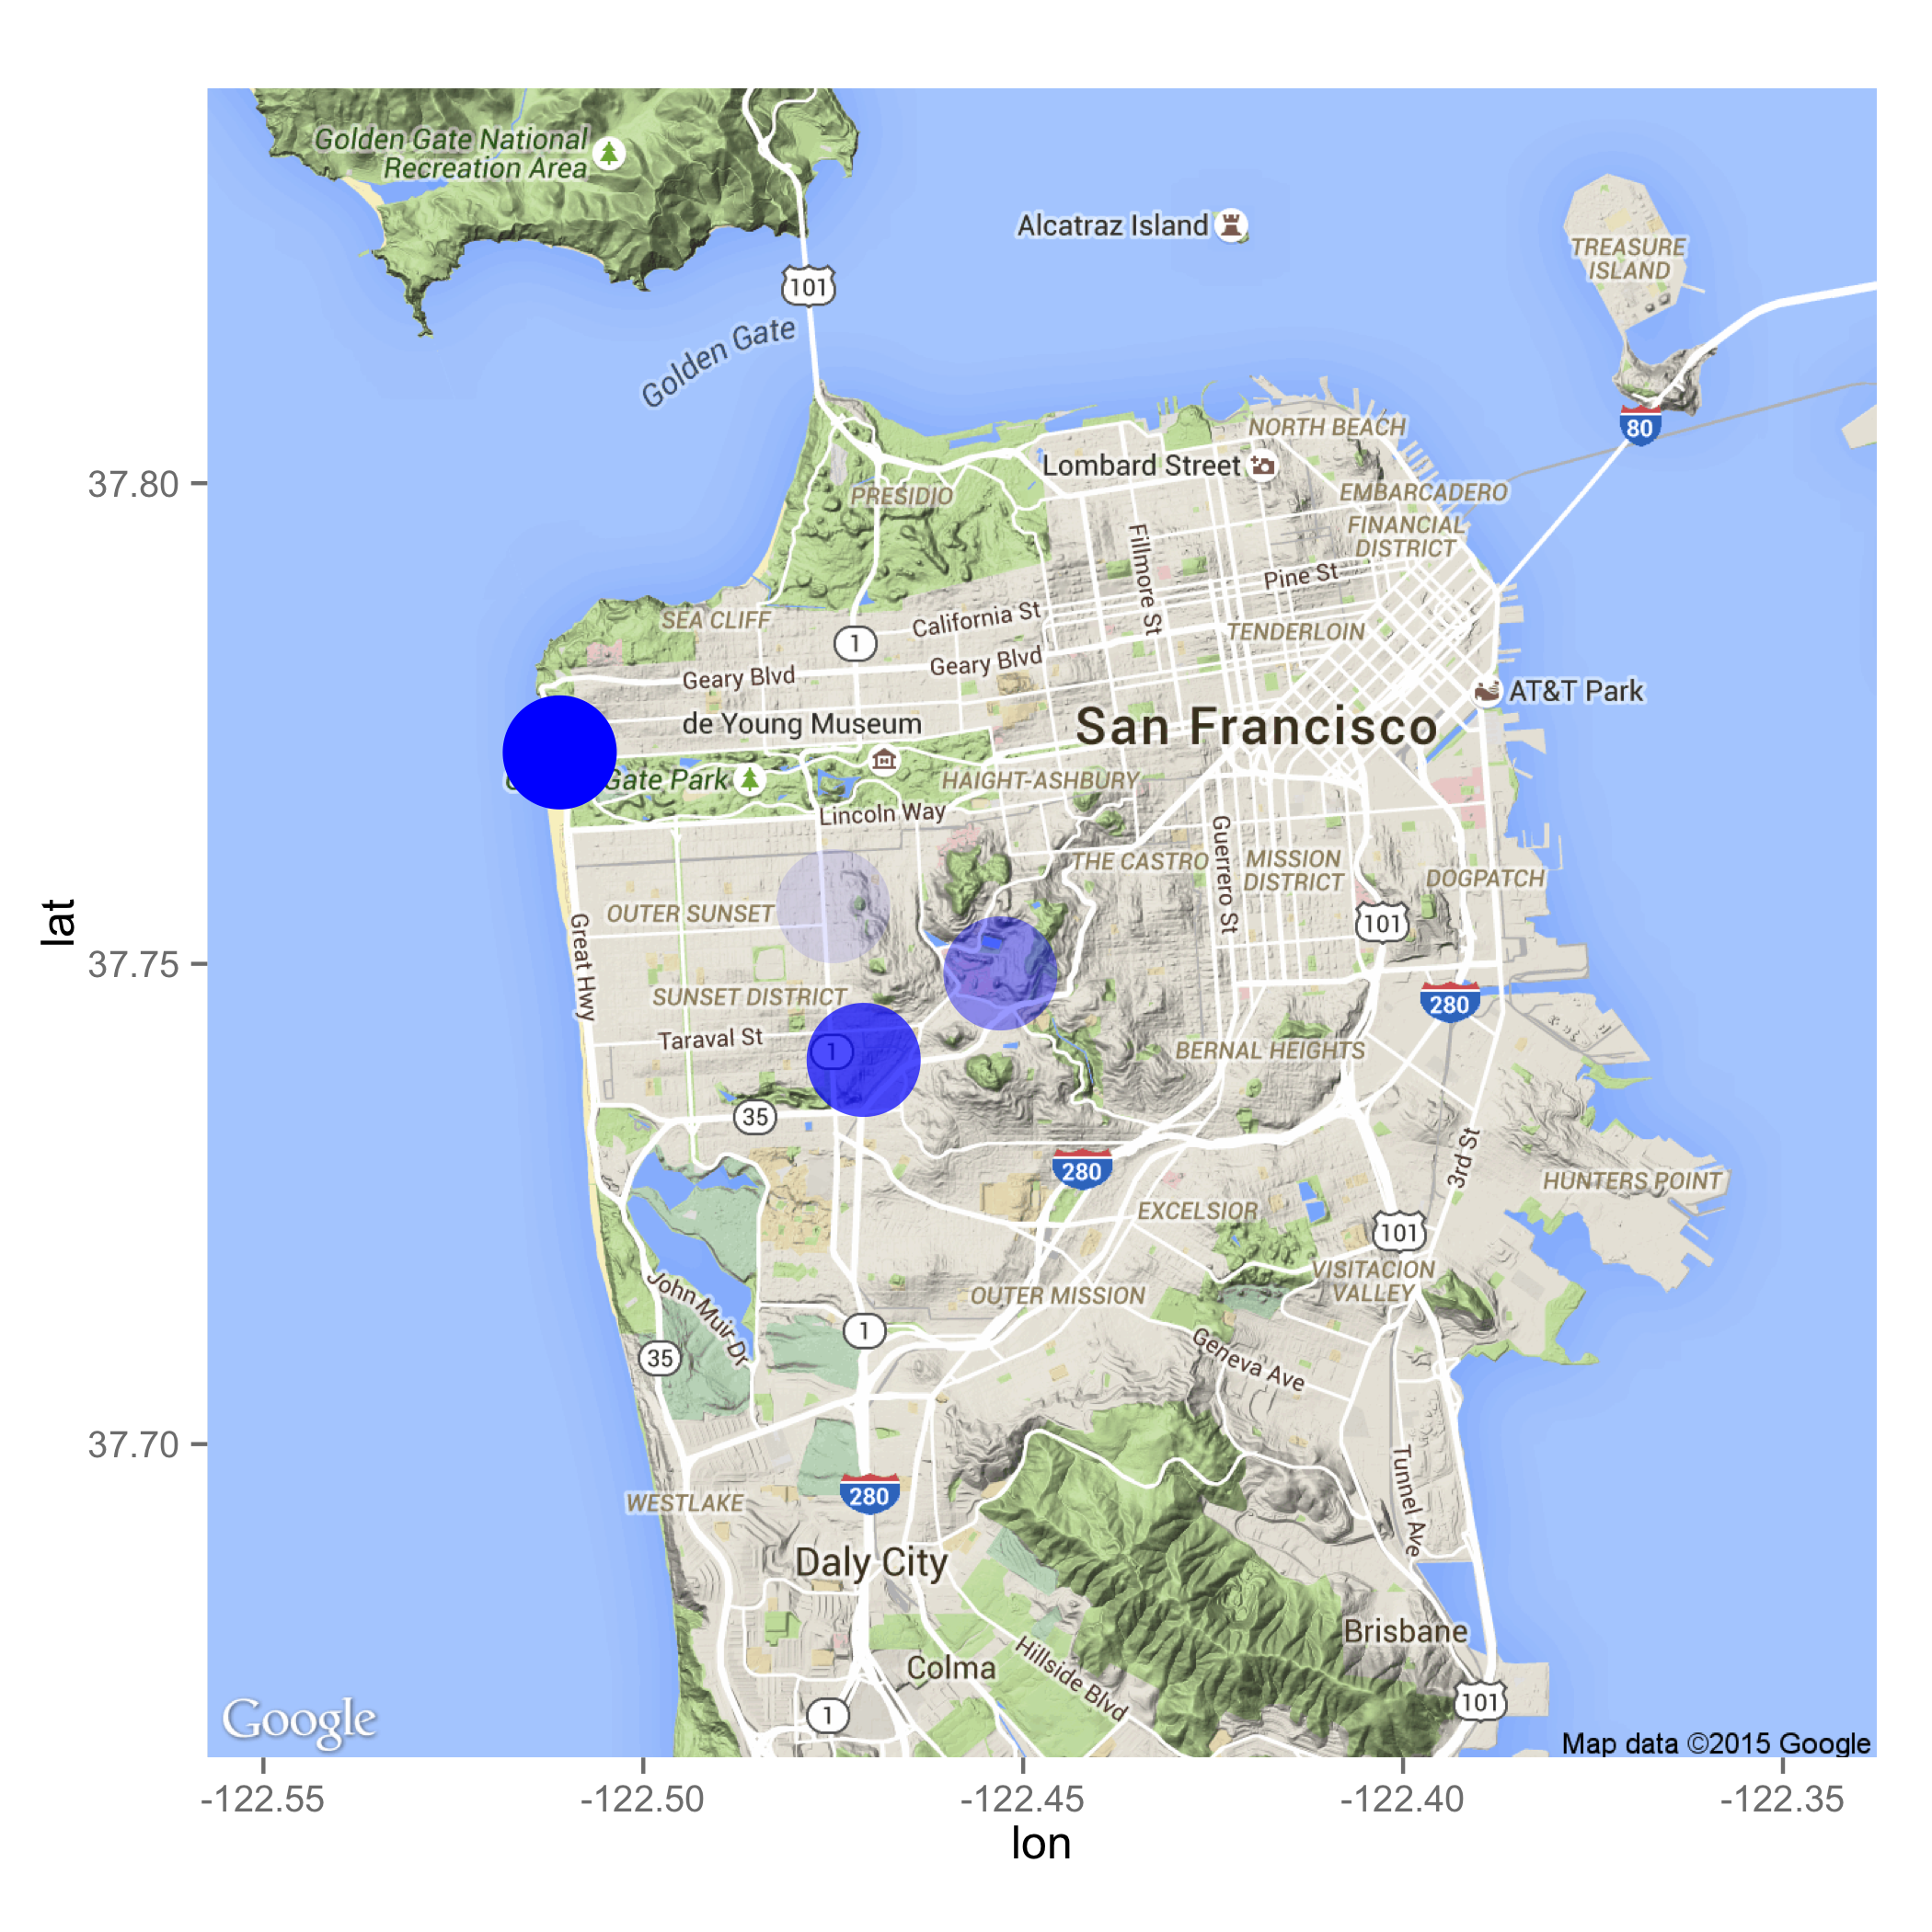 Golden Gate National
Recreation Area
Alcatraz Island
TREASURE
ISLAND
101
Golden Gate
80
NORTH BEACH
Lombard Street
37.80
PRESIDIO
EMBARCADERO
FINANCIAL
DISTRICT
Fillmore St
Pine St
SEA CLIFF
California St
TENDERLOIN
1
Geary Blvd
Geary Blvd
AT&T Park
de Young Museum
San Francisco
Gate Park
HAIGHT-ASHBURY
Lincoln Way
Guerrero St
THE CASTRO
MISSION
DISTRICT
DOGPATCH
OUTER SUNSET
101
lat
Great Hwy
37.75
SUNSET DISTRICT
280
Taraval St
1
BERNAL HEIGHTS
35
280
3rd St
HUNTERS POINT
EXCELSIOR
101
VISITACION
VALLEY
OUTER MISSION
John Muir Dr
1
35
Geneva Ave
37.70
Tunnel Ave
280
WESTLAKE
Daly City
Brisbane
Colma
Hillside Blvd
101
1
Google
Map data ©2015 Google
-122.55
-122.50
-122.45
-122.40
-122.35
lon